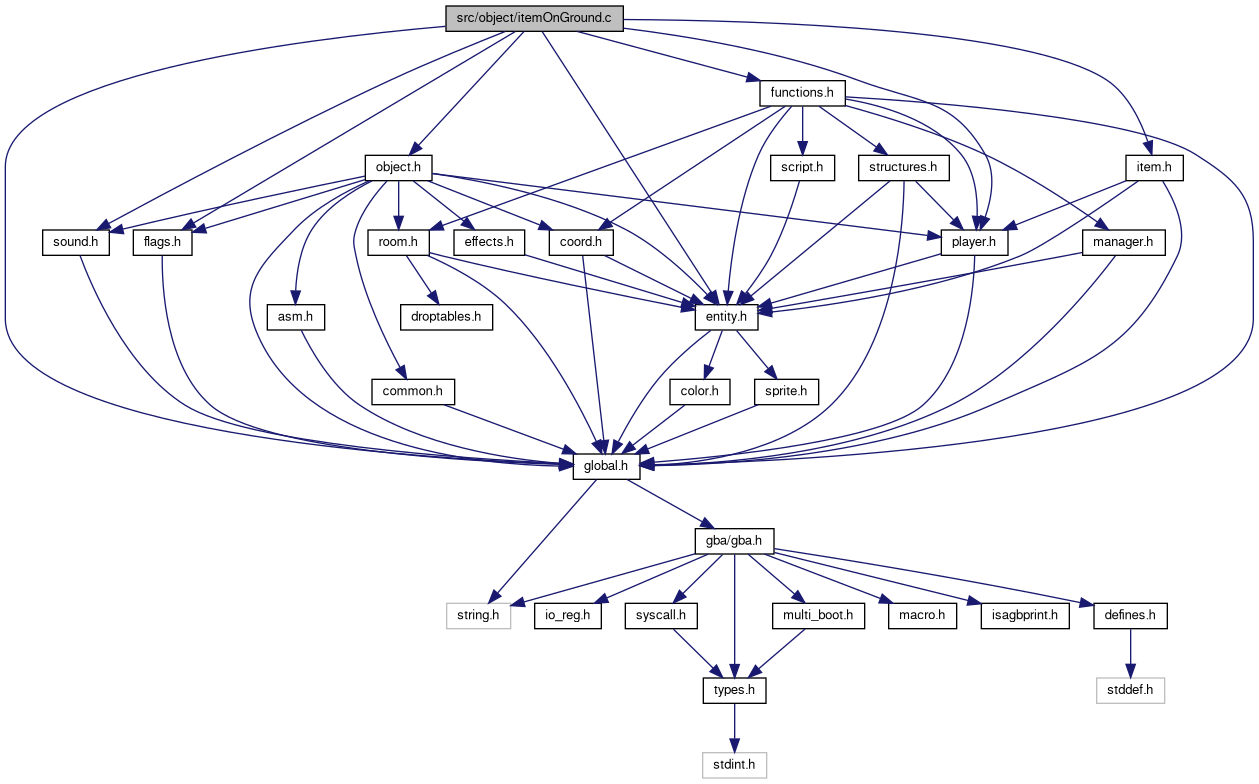 src/object/itemOnGround.c
functions.h
object.h
script.h
structures.h
item.h
sound.h
flags.h
room.h
effects.h
coord.h
player.h
manager.h
asm.h
droptables.h
entity.h
common.h
color.h
sprite.h
global.h
gba/gba.h
string.h
io_reg.h
syscall.h
multi_boot.h
macro.h
isagbprint.h
defines.h
types.h
stddef.h
stdint.h